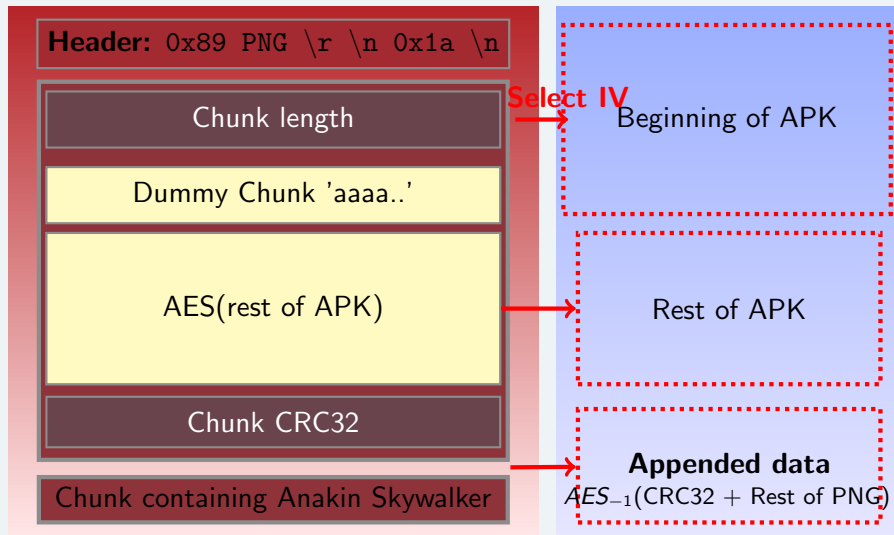 Header: 0x89 PNG \r \n 0x1a \n
Chunk length
Select IV
Beginning of APK
Dummy Chunk 'aaaa..'
AES(rest of APK)
Rest of APK
Chunk CRC32
Appended data
AES−1(CRC32 + Rest of PNG)
Chunk containing Anakin Skywalker